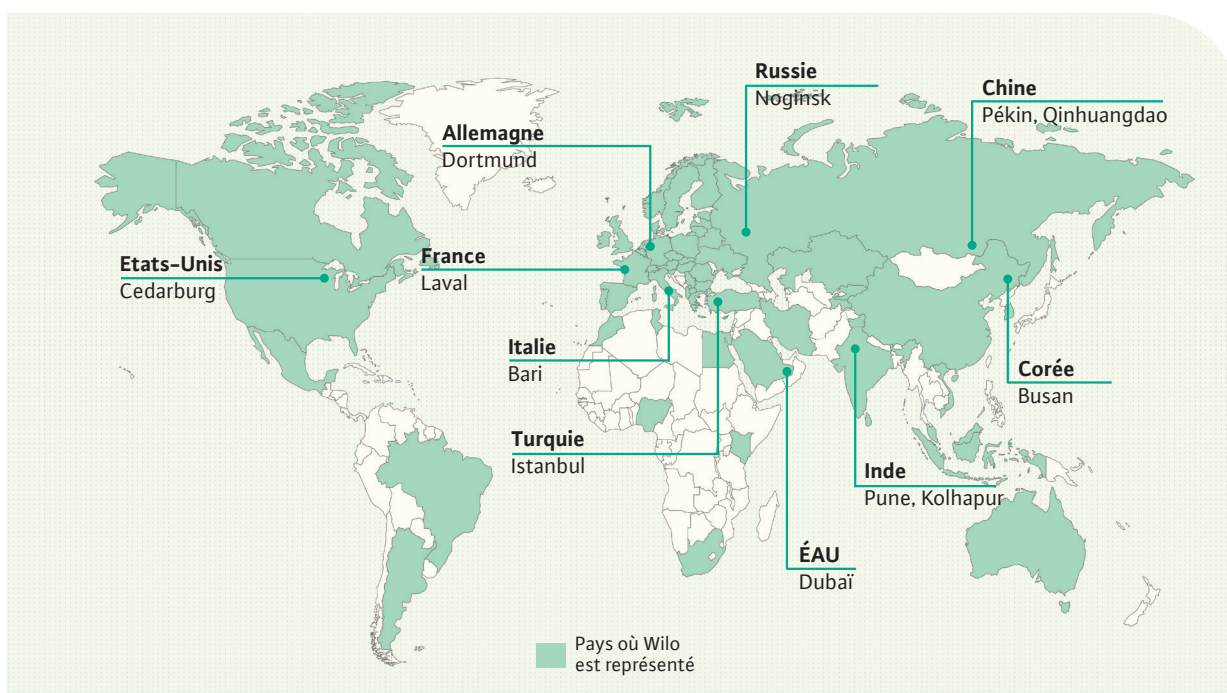 Russie
Noginsk
Chine
Pékin, Qinhuangdao
Allemagne
Dortmund
Etats-Unis
Cedarburg
France
Laval
Italie
Bari
Corée
Busan
Turquie
Istanbul
Inde
Pune, Kolhapur
ÉAU
Dubaï
Pays où Wilo
est représenté